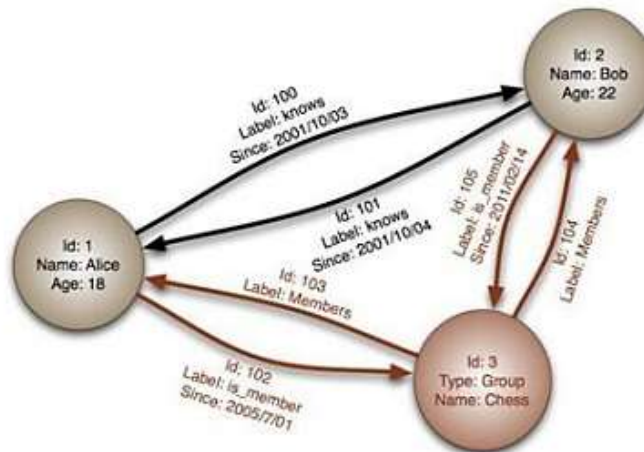 Id: 2
Name: Bob
Age: 22
Id: 100
Label: knows
Since: 2001/10/03
Id: 101
Label: knows
Since: 2001/10/04
Id: 105
Label: is_member
Since: 2011/02/14
Id: 104
Label: Members
Id: 1
Name: Alice
Age: 18
Id: 103
Label: Members
Id: 102
Label: is_member
Since: 2005/7/01
Id: 3
Type: Group
Name: Chess